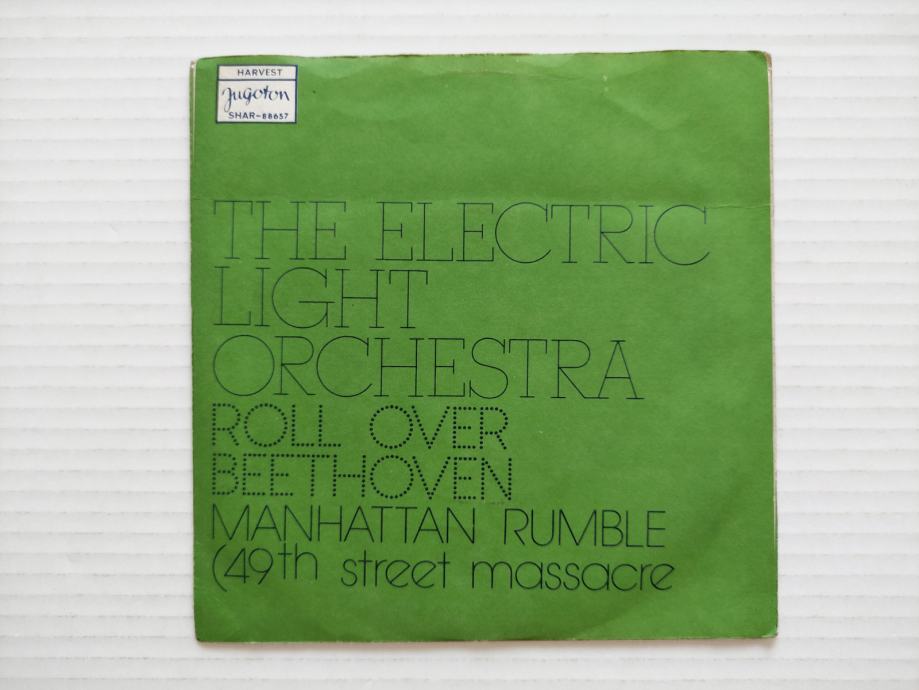 HARVEST
Jugoton
SHAR-88657
THE ELECTRIC
LIGHT
ORCHESTRA
ROLL OVER
BEETHOVEN
MANHATTAN RUMBLE
(49th street massacre